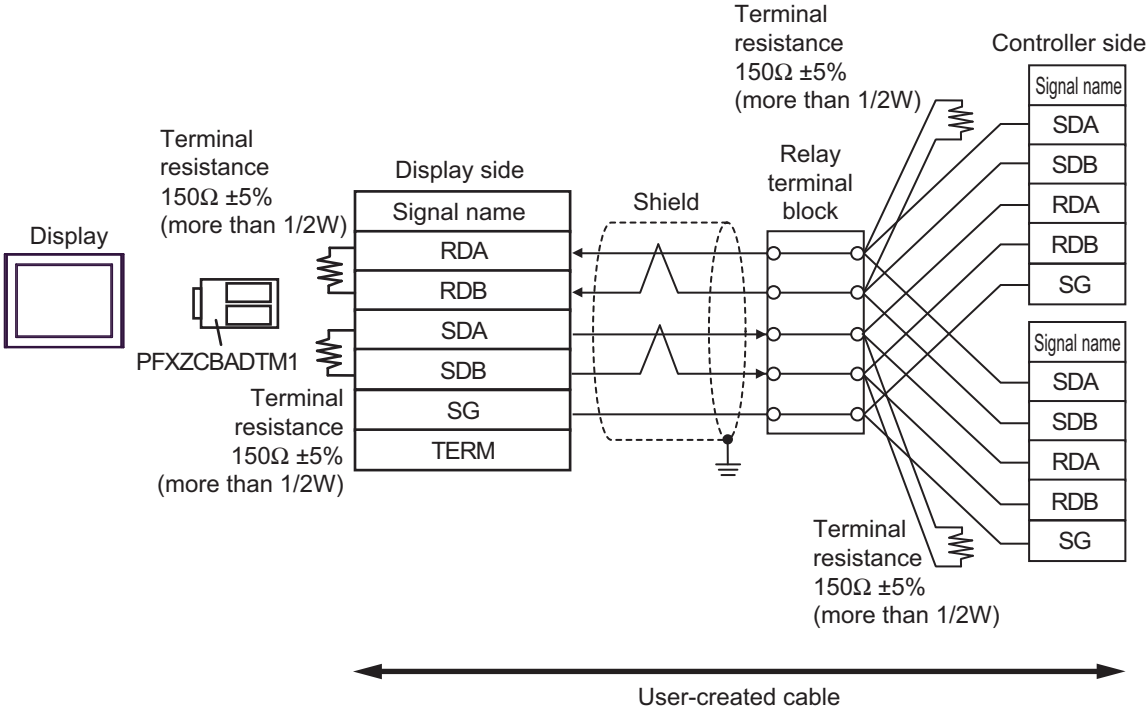 Terminal
resistance
150Ω ±5%
(more than 1/2W)
Controller side
Signal name
SDA
SDB
RDA
RDB
SG
Terminal
resistance
150Ω ±5%
(more than 1/2W)
Display side
Signal name
RDA
RDB
SDA
SDB
SG
TERM
Shield
Relay
terminal
block
Display
PFXZCBADTM1
Terminal
resistance
150Ω ±5%
(more than 1/2W)
Signal name
SDA
SDB
RDA
RDB
SG
Terminal
resistance
150Ω ±5%
(more than 1/2W)
User-created cable